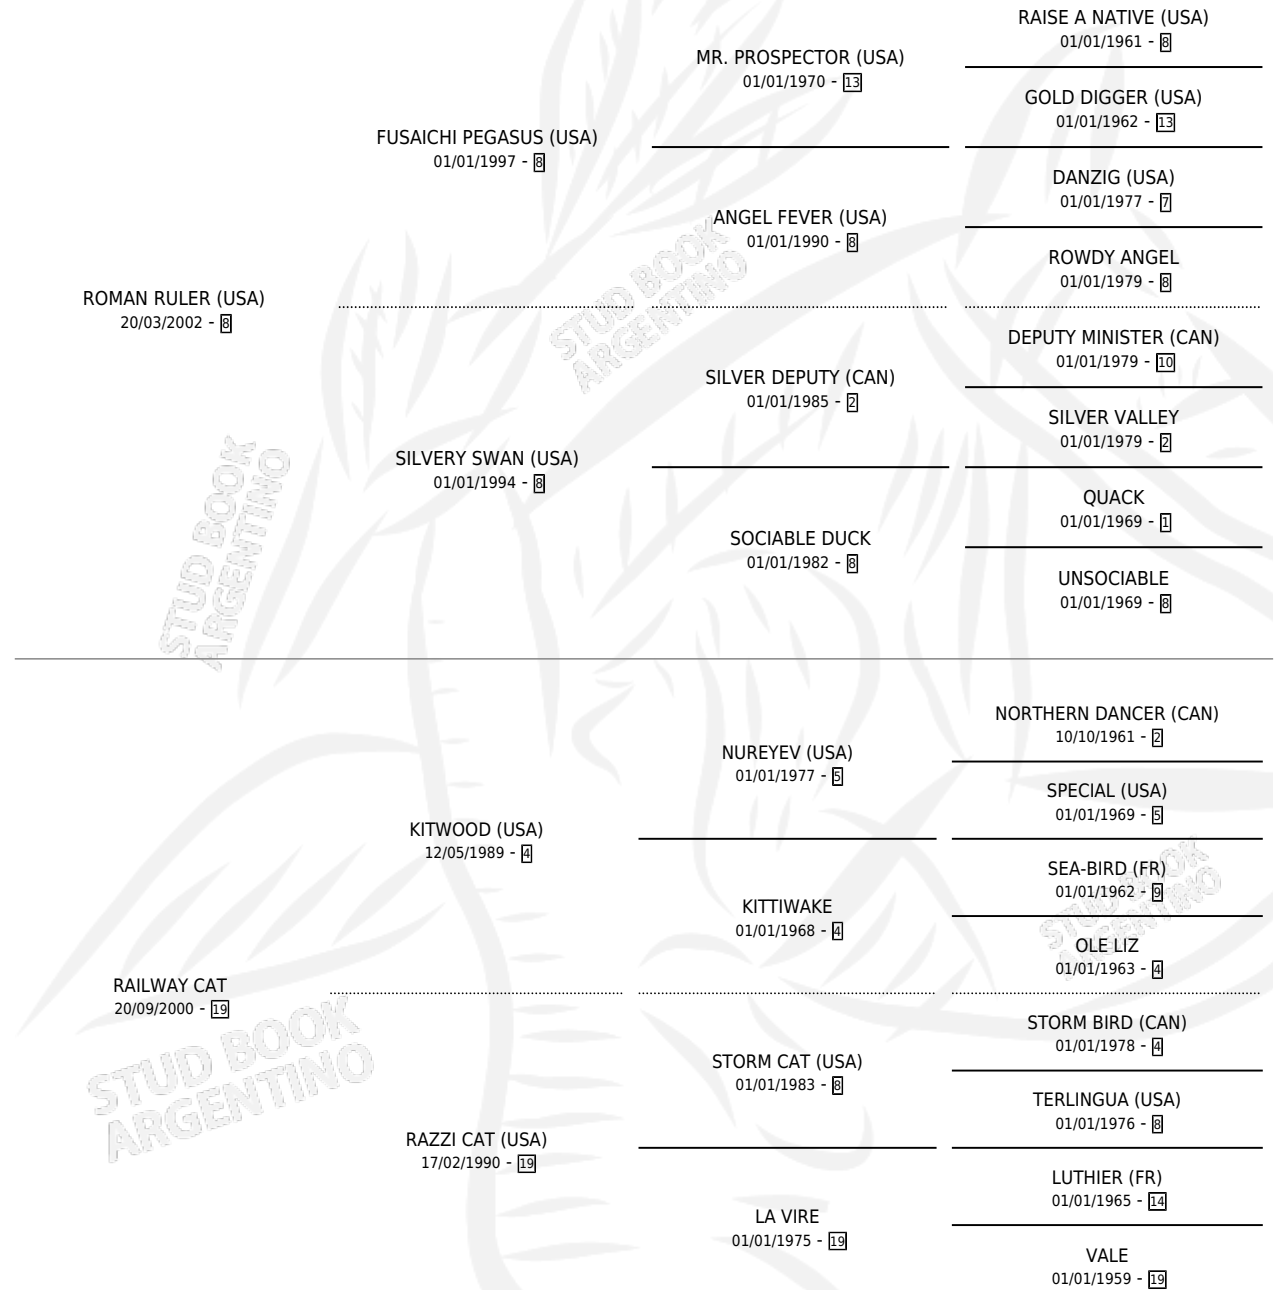 RAISE A NATIVE (USA)
01/01/1961 - 8
MR. PROSPECTOR (USA)
01/01/1970 - 13
GOLD DIGGER (USA)
01/01/1962 - 13
FUSAICHI PEGASUS (USA)
01/01/1997 - 8
DANZIG (USA)
01/01/1977 - 7
ANGEL FEVER (USA)
01/01/1990 - 8
ROWDY ANGEL
01/01/1979 - 8
ROMAN RULER (USA)
20/03/2002 - 8
STUD BOOK
ARGENTINO
DEPUTY MINISTER (CAN)
01/01/1979 - 10
SILVER DEPUTY (CAN)
01/01/1985 - 2
SILVER VALLEY
01/01/1979 - 2
SILVERY SWAN (USA)
01/01/1994 - 8
QUACK
01/01/1969 - 1
SOCIABLE DUCK
01/01/1982 - 8
UNSOCIABLE
01/01/1969 - 8
STUD BOOK
ARGENTINO
NORTHERN DANCER (CAN)
10/10/1961 - 2
NUREYEV (USA)
01/01/1977 - 5
SPECIAL (USA)
01/01/1969 - 5
KITWOOD (USA)
12/05/1989 - 4
SEA-BIRD (FR)
01/01/1962 - 9
KITTIWAKE
01/01/1968 - 4
STUD BOOK
ARGENTINO
OLE LIZ
01/01/1963 - 4
RAILWAY CAT
20/09/2000 - 19
STORM BIRD (CAN)
01/01/1978 - 4
STUD BOOK
ARGENTINO
STORM CAT (USA)
01/01/1983 - 8
TERLINGUA (USA)
01/01/1976 - 8
RAZZI CAT (USA)
17/02/1990 - 19
LUTHIER (FR)
01/01/1965 - 14
LA VIRE
01/01/1975 - 19
VALE
01/01/1959 - 19